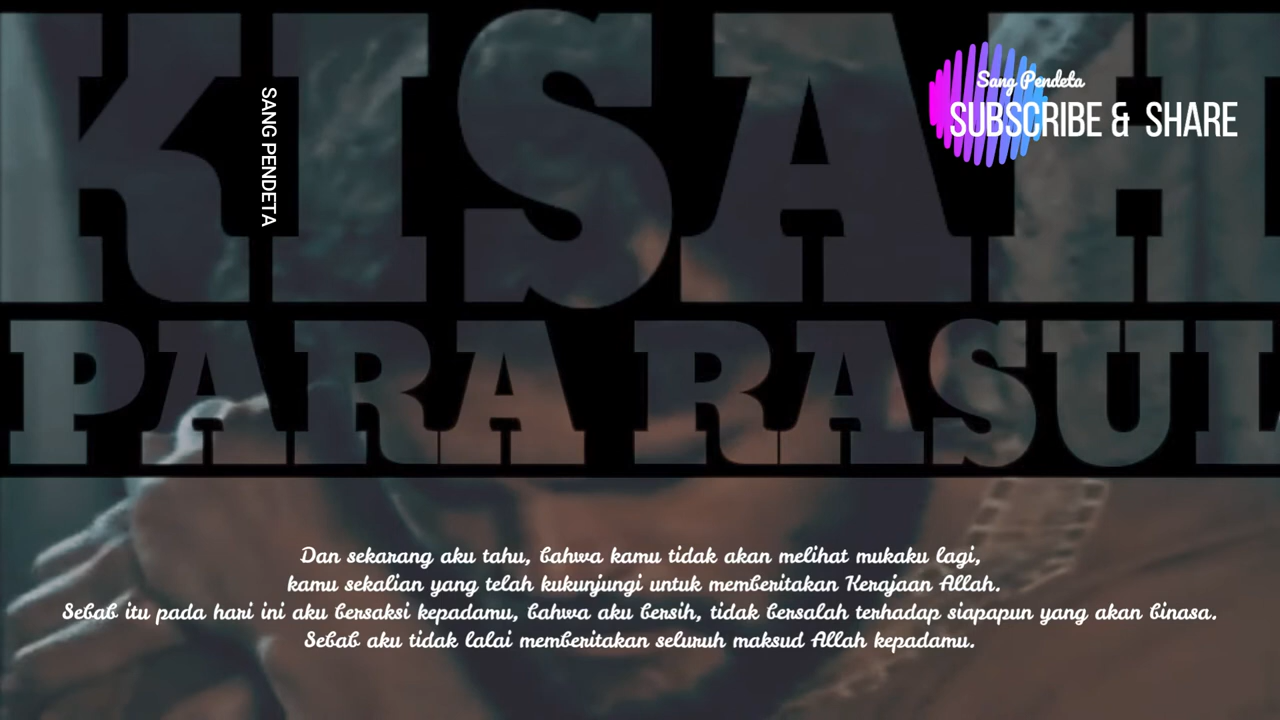 KISAH
PARA RASUL
SANG PENDETA
Sang Pendeta
SUBSCRIBE & SHARE
Dan sekarang aku tahu, bahwa kamu tidak akan melihat mukaku lagi,
kamu sekalian yang telah kukunjungi untuk memberitakan Kerajaan Allah.
Sebab itu pada hari ini aku bersaksi kepadamu, bahwa aku bersih, tidak bersalah terhadap siapapun yang akan binasa.
Sebab aku tidak lalai memberitakan seluruh maksud Allah kepadamu.